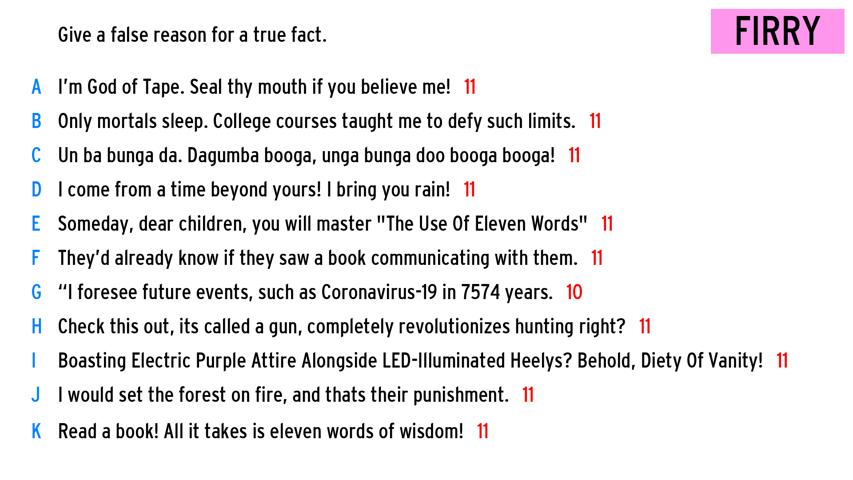 Give a false reason for a true fact.
FIRRY
A I'm God of Tape. Seal thy mouth if you believe me! 11
B Only mortals sleep. College courses taught me to defy such limits. 11
C Un ba bunga da. Dagumba booga, unga bunga doo booga booga! 11
D I come from a time beyond yours! I bring you rain! 11
E Someday, dear children, you will master "The Use Of Eleven Words" 11
F They'd already know if they saw a book communicating with them. 11
G “I foresee future events, such as Coronavirus-19 in 7574 years. 10
H Check this out, its called a gun, completely revolutionizes hunting right? 11
I Boasting Electric Purple Attire Alongside LED-Illuminated Heelys? Behold, Diety Of Vanity! 11
J I would set the forest on fire, and thats their punishment. 11
K Read a book! All it takes is eleven words of wisdom! 11